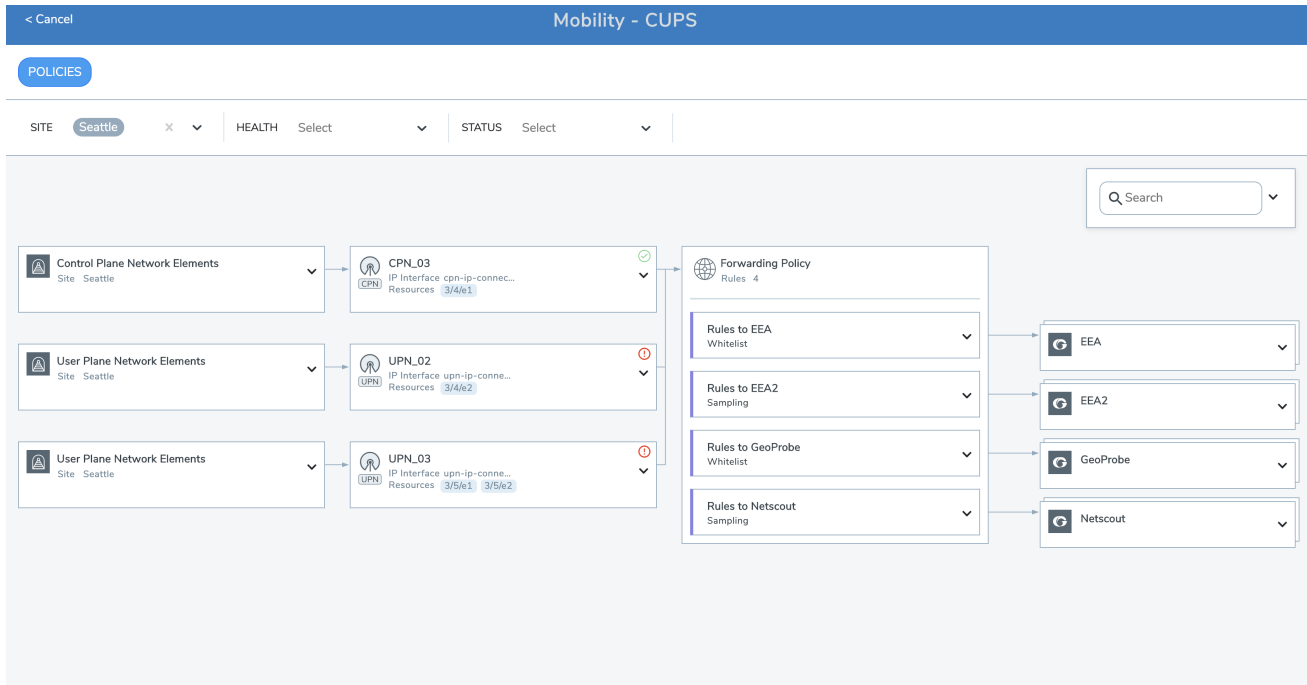 < Cancel
Mobility - CUPS
POLICIES
SITE Seattle x HEALTH Select STATUS Select
Search
Control Plane Network Elements
Site Seattle
CPN
CPN_03
IP Interface cpn-ip-connec...
Resources 3/4/e1
User Plane Network Elements
Site Seattle
UPN
UPN_02
IP Interface upn-ip-conne...
Resources 3/4/e2
User Plane Network Elements
Site Seattle
UPN
UPN_03
IP Interface upn-ip-conne...
Resources 3/5/e1 3/5/e2
Forwarding Policy
Rules 4
Rules to EEA
Whitelist
Rules to EEA2
Sampling
Rules to GeoProbe
Whitelist
Rules to Netscout
Sampling
EEA
EEA2
GeoProbe
Netscout